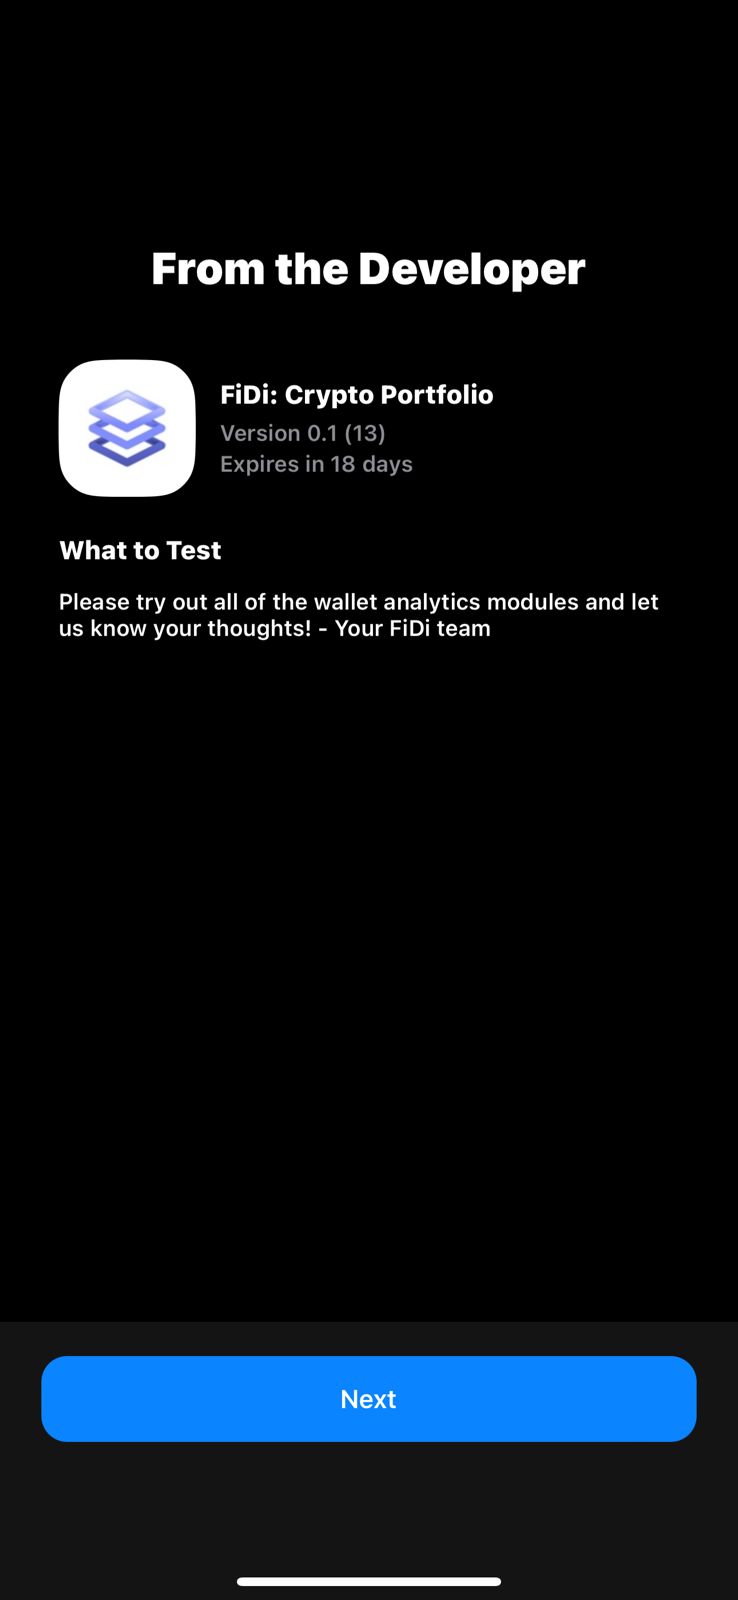 From the Developer
FiDi: Crypto Portfolio
Version 0.1 (13)
Expires in 18 days
What to Test
Please try out all of the wallet analytics modules and let
us know your thoughts! - Your FiDi team
Next